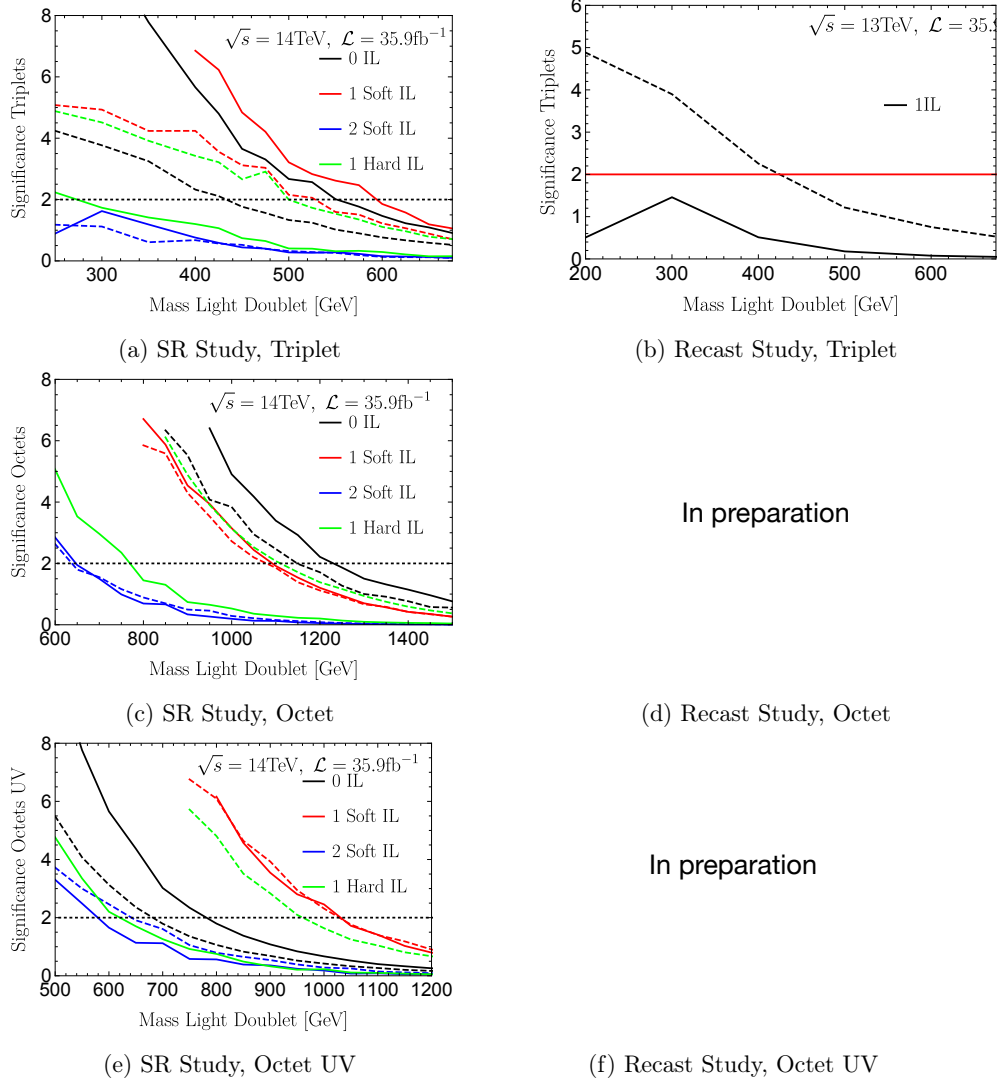 √s = 14TeV, ℒ = 35.9fb⁻¹
0 IL
1 Soft IL
2 Soft IL
1 Hard IL
Significance Triplets
8
6
4
2
0
300 400 500 600
Mass Light Doublet [GeV]
(a) SR Study, Triplet
√s = 13TeV, ℒ = 35.9
1IL
Significance Triplets
6
5
4
3
2
1
0
200 300 400 500 600
Mass Light Doublet [GeV]
(b) Recast Study, Triplet
√s = 14TeV, ℒ = 35.9fb⁻¹
0 IL
1 Soft IL
2 Soft IL
1 Hard IL
Significance Octets
8
6
4
2
0
600 800 1000 1200 1400
Mass Light Doublet [GeV]
(c) SR Study, Octet
In preparation
(d) Recast Study, Octet
√s = 14TeV, ℒ = 35.9fb⁻¹
0 IL
1 Soft IL
2 Soft IL
1 Hard IL
Significance Octets UV
8
6
4
2
0
500 600 700 800 900 1000 1100 1200
Mass Light Doublet [GeV]
(e) SR Study, Octet UV
In preparation
(f) Recast Study, Octet UV